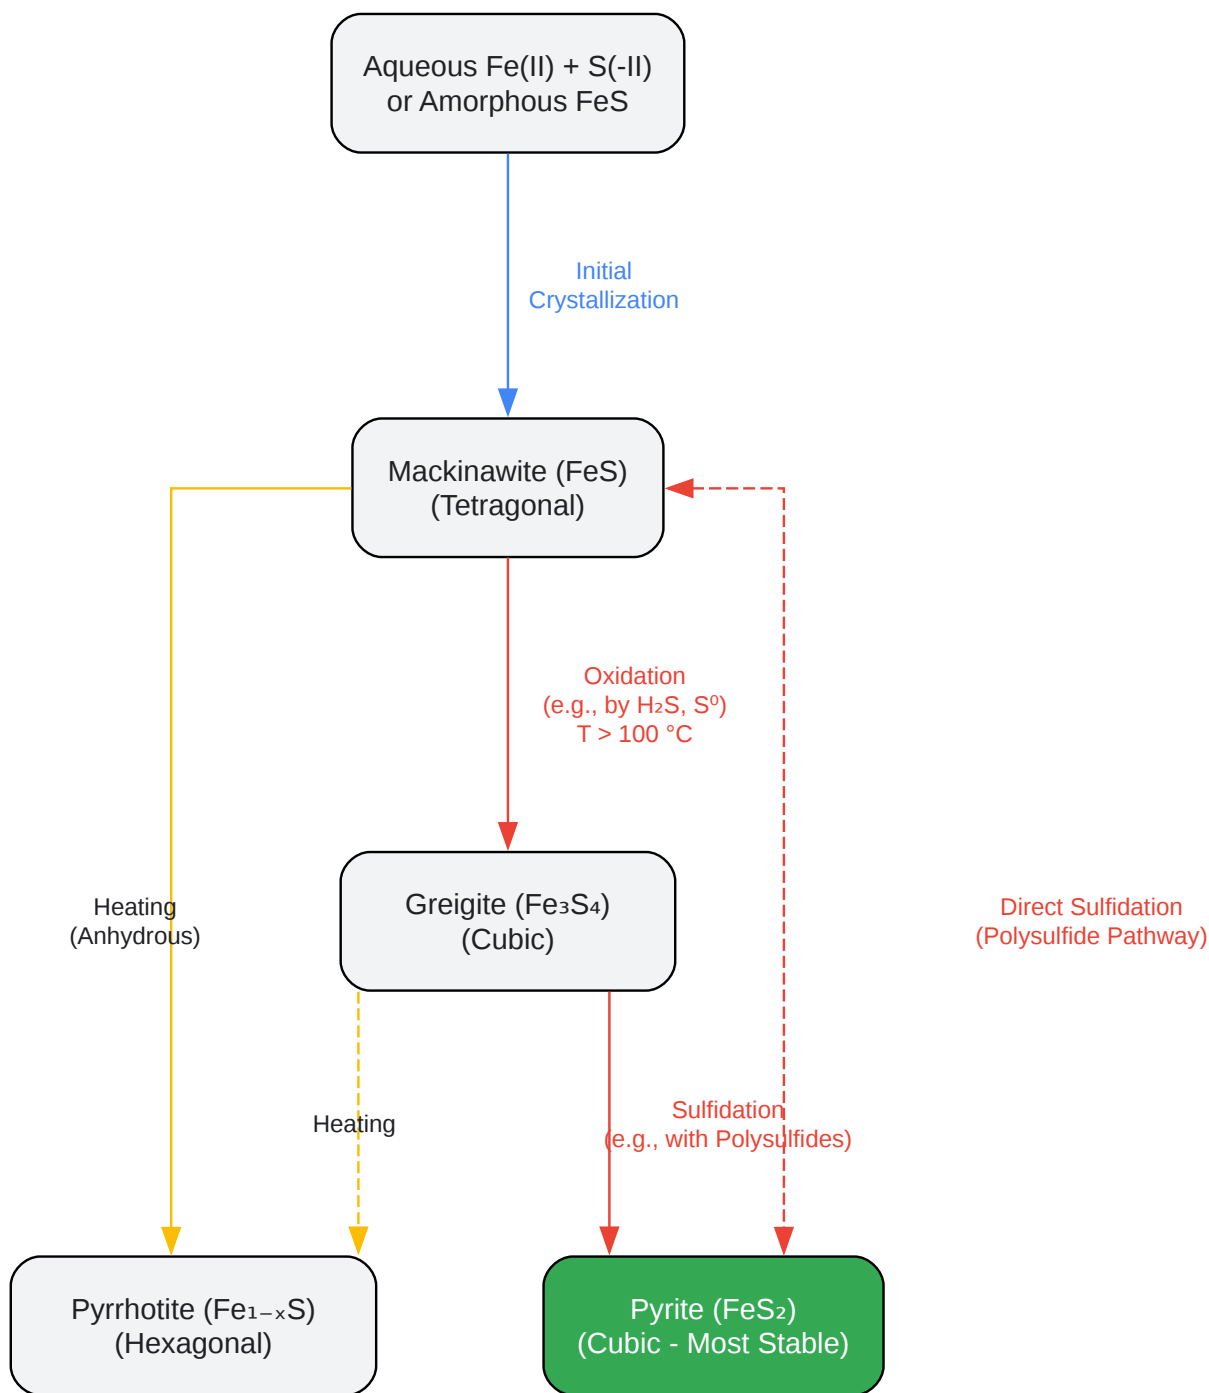 Aqueous Fe(II) + S(-II)
or Amorphous FeS
Initial
Crystallization
Mackinawite (FeS)
(Tetragonal)
Oxidation
(e.g., by H₂S, S⁰)
T > 100 °C
Greigite (Fe₃S₄)
(Cubic)
Heating
(Anhydrous)
Direct Sulfidation
(Polysulfide Pathway)
Heating
Sulfidation
(e.g., with Polysulfides)
Pyrrhotite (Fe₁₋ₓS)
(Hexagonal)
Pyrite (FeS₂)
(Cubic - Most Stable)